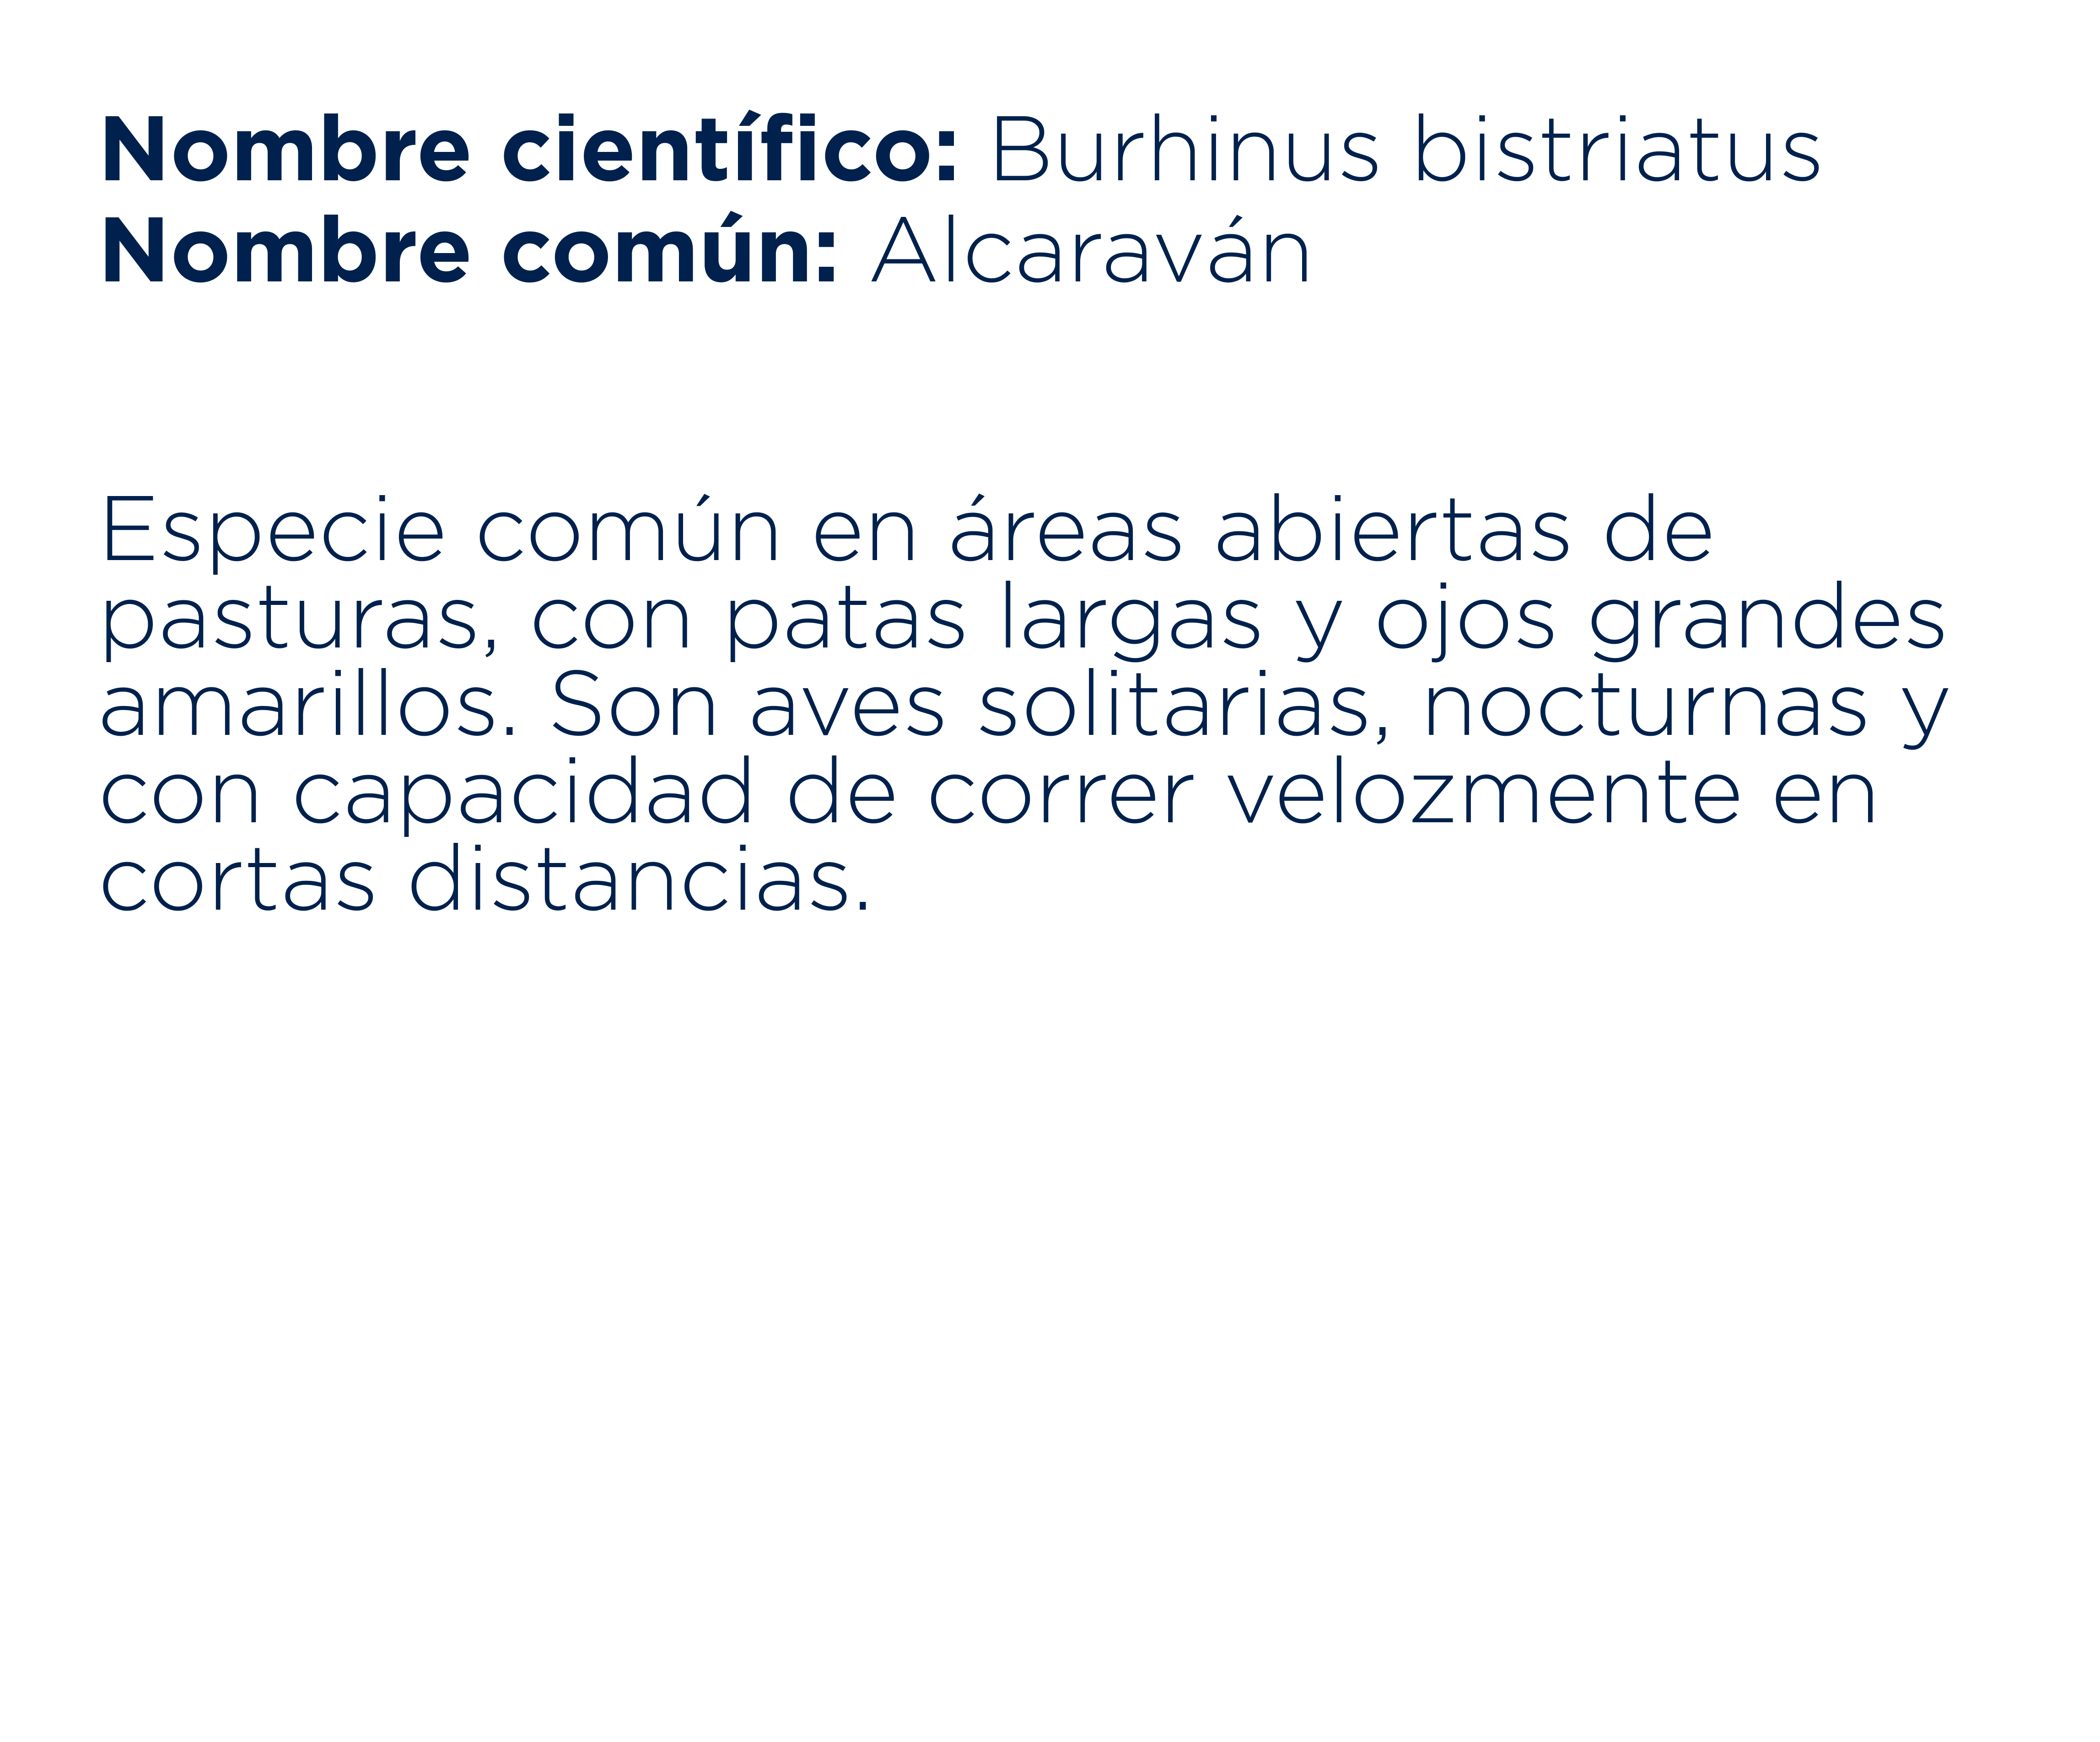 Nombre científico: Burhinus bistriatus
Nombre común: Alcaraván
Especie común en áreas abiertas de
pasturas, con patas largas y ojos grandes
amarillos. Son aves solitarias, nocturnas y
con capacidad de correr velozmente en
cortas distancias.